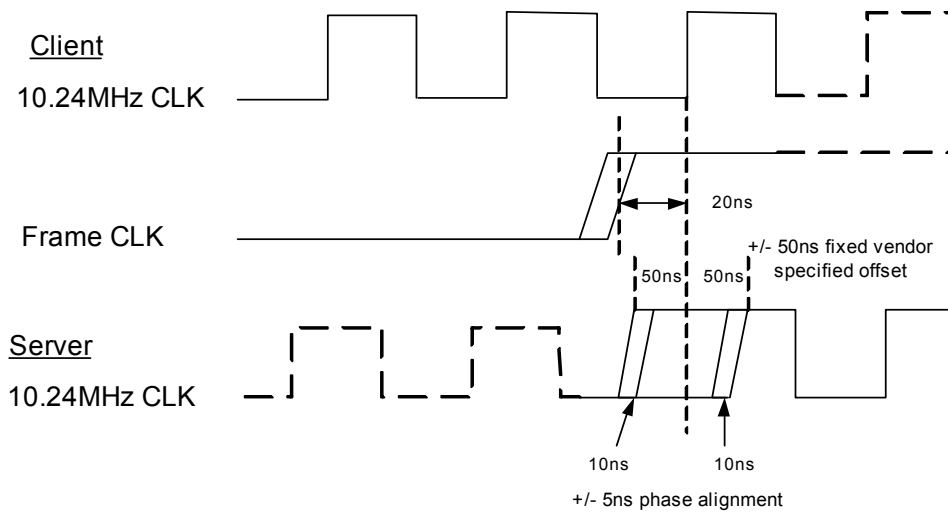 Client
10.24MHz CLK
20ns
Frame CLK
+/- 50ns fixed vendor
specified offset
50ns
50ns
Server
10.24MHz CLK
10ns
10ns
+/- 5ns phase alignment